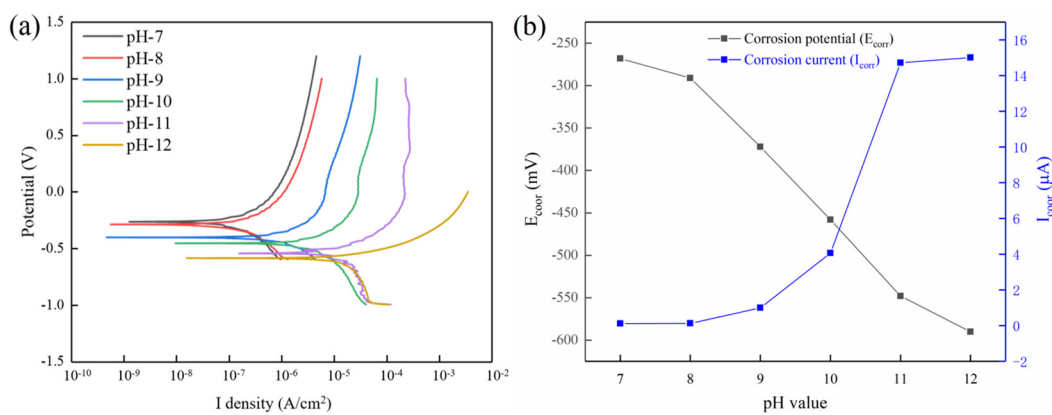 (a)
1.5
1.0
0.5
0.0
-0.5
-1.0
-1.5
Potential (V)
pH-7
pH-8
pH-9
pH-10
pH-11
pH-12
10⁻¹⁰ 10⁻⁹ 10⁻⁸ 10⁻⁷ 10⁻⁶ 10⁻⁵ 10⁻⁴ 10⁻³ 10⁻²
I density (A/cm²)
(b)
-250
-300
-350
-400
-450
-500
-550
-600
E_coor (mV)
Corrosion potential (E_corr)
Corrosion current (I_corr)
16
14
12
10
8
6
4
2
0
-2
I_coor (μA)
7 8 9 10 11 12
pH value